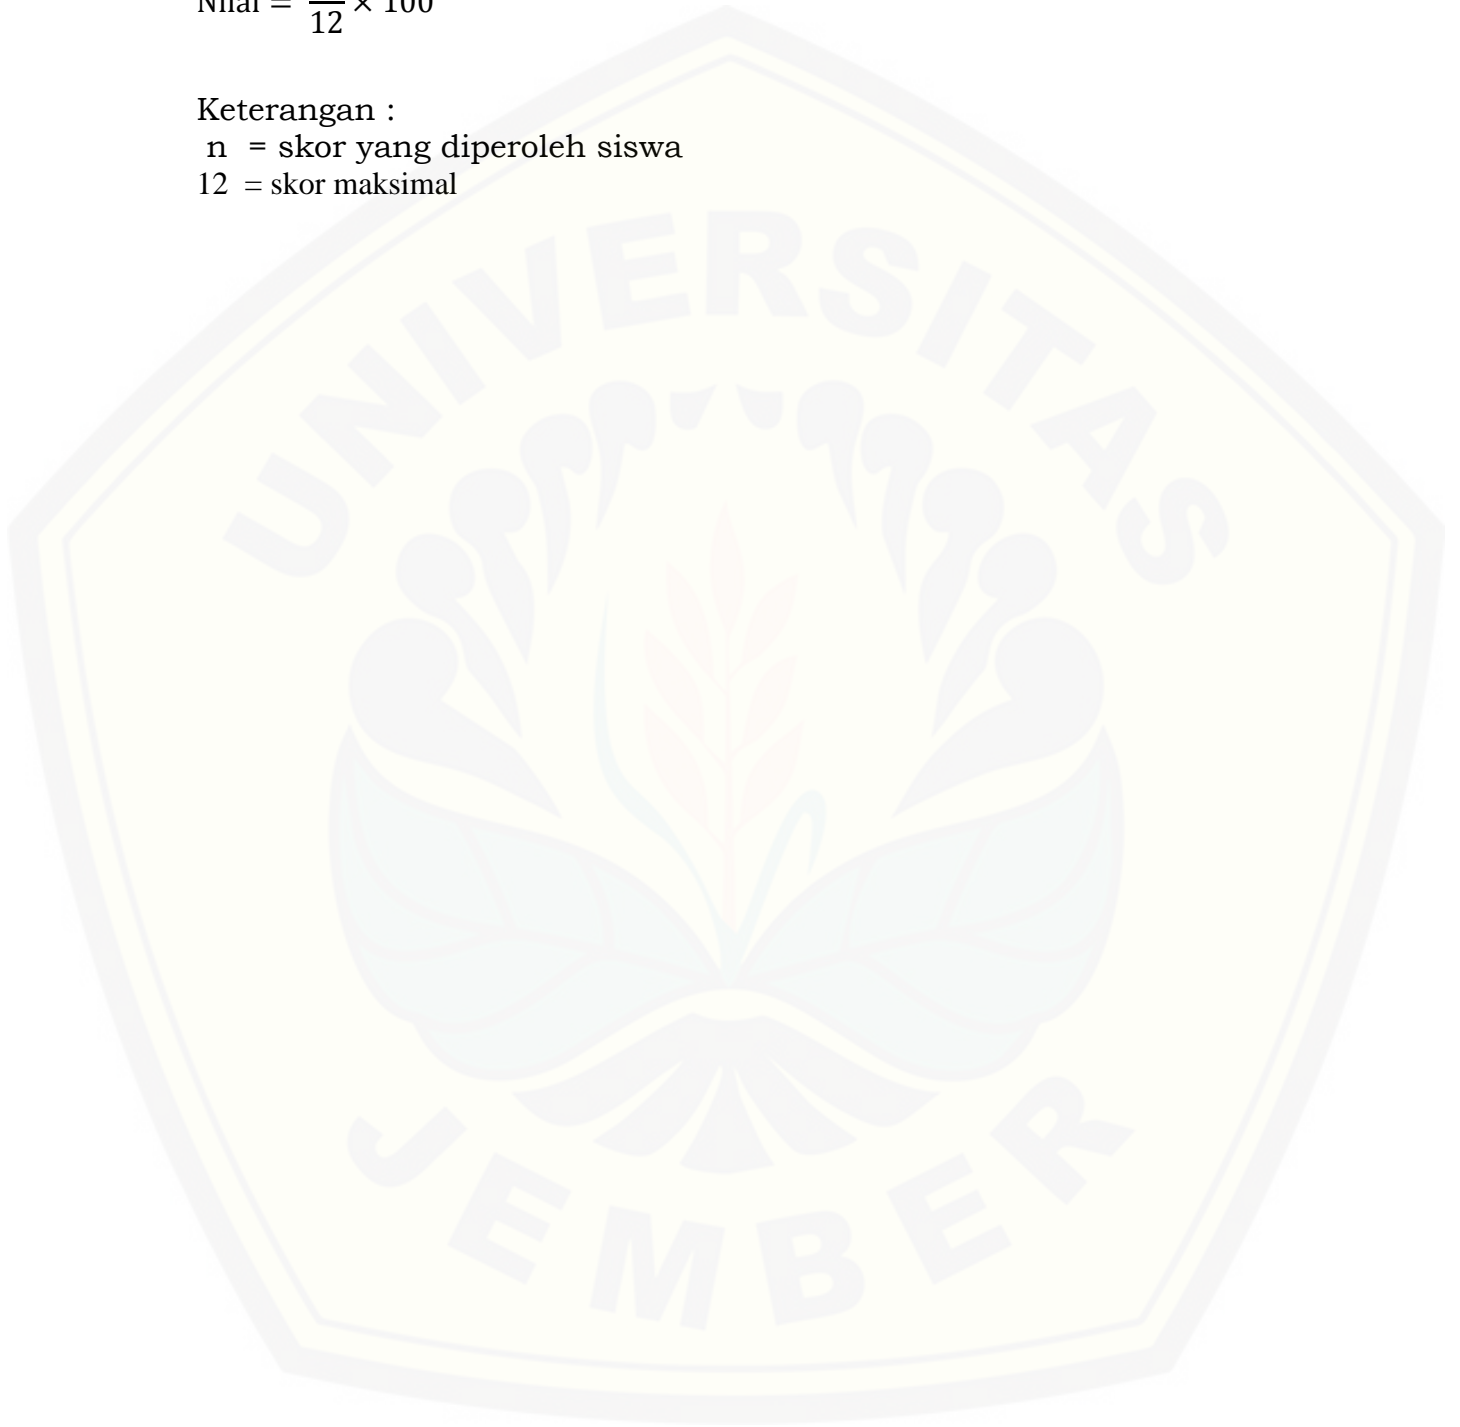 Nilai = /12 × 100
Keterangan :
n = skor yang diperoleh siswa
12 = skor maksimal
UNIVERSITAS
JEMBER